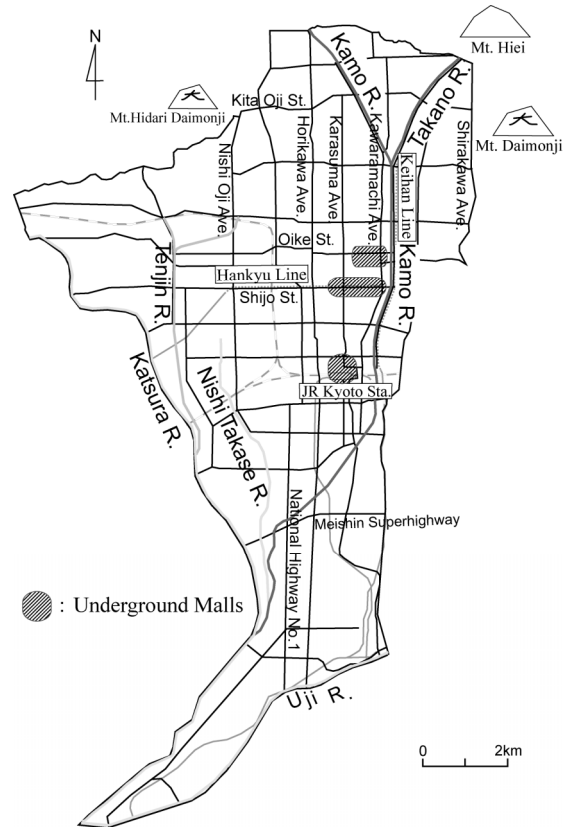 N
Mt. Hiei
Kamo R.
Takano R.
Mt.Hidari Daimonji
Kita Oji St.
Mt. Daimonji
Nishi Oji Ave.
Horikawa Ave.
Karasuma Ave.
Kawaramachi Ave.
Keihan Line
Shirakawa Ave.
Oike St.
Tenjin R.
Hankyu Line
Kamo R.
Shijo St.
Katsura R.
Nishi Takase R.
JR Kyoto Sta.
National Highway No.1
Meishin Superhighway
: Underground Malls
Uji R.
0 2km